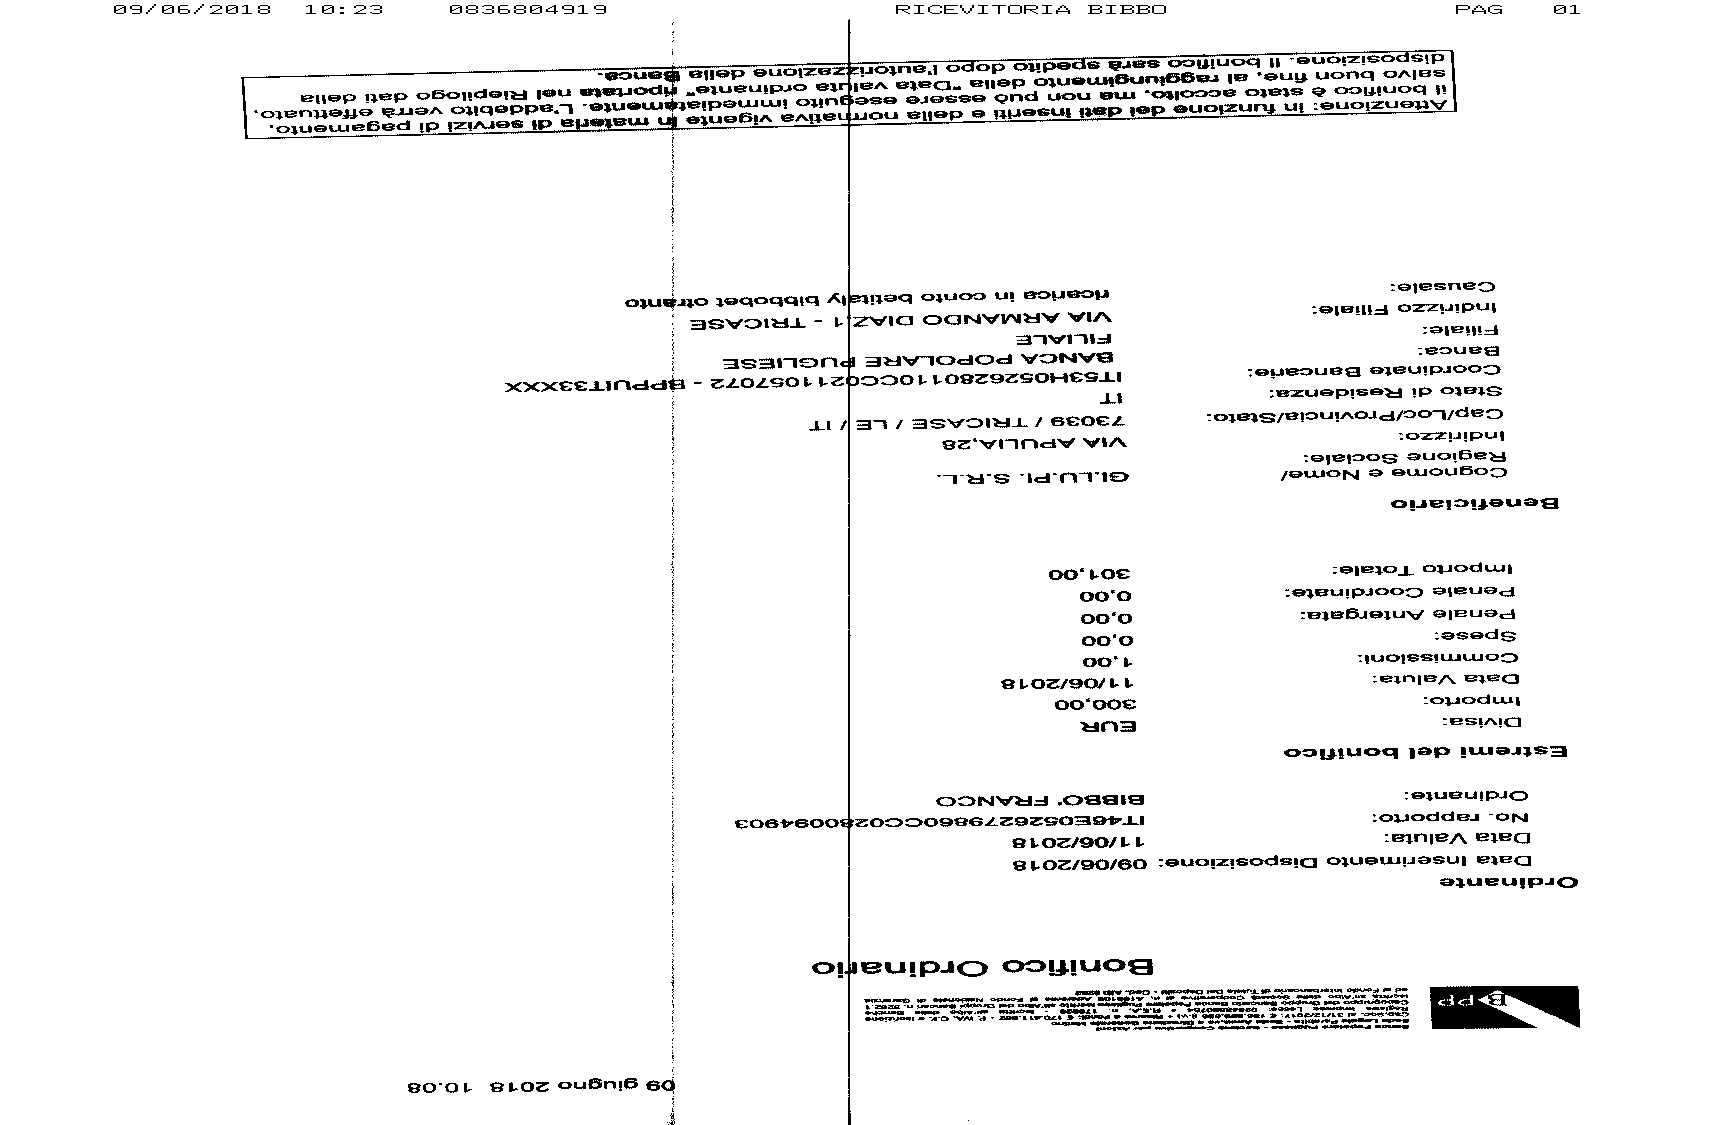 09/06/2018 10:23 0836804919 RICEVITORIA BIBBO PAG 01
09 giugno 2018 10.08
Bpp
Bonifico Ordinario
Ordinante
Data Inserimento Disposizione: 09/06/2018
Data Valuta: 11/06/2018
No. rapporto: IT46E0526279860CC0280094903
Ordinante: BIBBO' FRANCO
Estremi del bonifico
Divisa: EUR
Importo: 300,00
Data Valuta: 11/06/2018
Commissioni: 1,00
Spese: 0,00
Penale Antergata: 0,00
Penale Coordinate: 0,00
Importo Totale: 301,00
Beneficiario
Cognome e Nome/
Ragione Sociale: GI.LU.PI. S.R.L.
Indirizzo: VIA APULIA,28
Cap/Loc/Provincia/Stato: 73039 / TRICASE / LE / IT
Stato di Residenza: IT
Coordinate Bancarie: IT53H0526280110CC0211057072 - BPPUIT33XXX
Banca: BANCA POPOLARE PUGLIESE
Filiale: FILIALE
Indirizzo Filiale: VIA ARMANDO DIAZ,1 - TRICASE
Causale: ricarica in conto betitaly bibbobet otranto
Attenzione: in funzione dei dati inseriti e della normativa vigente in materia di servizi di pagamento,
il bonifico è stato accolto, ma non può essere eseguito immediatamente. L'addebito verrà effettuato,
salvo buon fine, al raggiungimento della "Data valuta ordinante" riportata nel Riepilogo dati della
disposizione. Il bonifico sarà spedito dopo l'autorizzazione della Banca.